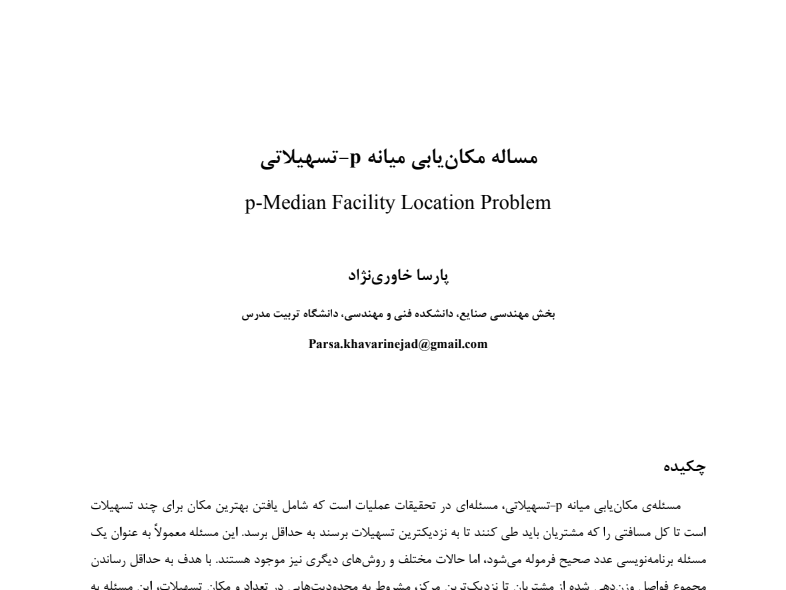 مساله مکان‌یابی میانه p-تسهیلاتی
p-Median Facility Location Problem
پارسا خاوری‌نژاد
بخش مهندسی صنایع، دانشکده فنی و مهندسی، دانشگاه تربیت مدرس
Parsa.khavarinejad@gmail.com
چکیده
مسئله‌ی مکان‌یابی میانه p-تسهیلاتی، مسئله‌ای در تحقیقات عملیات است که شامل یافتن بهترین مکان برای چند تسهیلات
است تا کل مسافتی را که مشتریان باید طی کنند تا به نزدیکترین تسهیلات برسند به حداقل برسد. این مسئله معمولاً به عنوان یک
مسئله برنامه‌نویسی عدد صحیح فرموله می‌شود، اما حالات مختلف و روش‌های دیگری نیز موجود هستند. با هدف به حداقل رساندن
مجموع فواصل وزن‌دهی شده از مشتریان تا نزدیک‌ترین مرکز، مشروط به محدودیت‌هایی در تعداد و مکان تسهیلات، این مسئله به